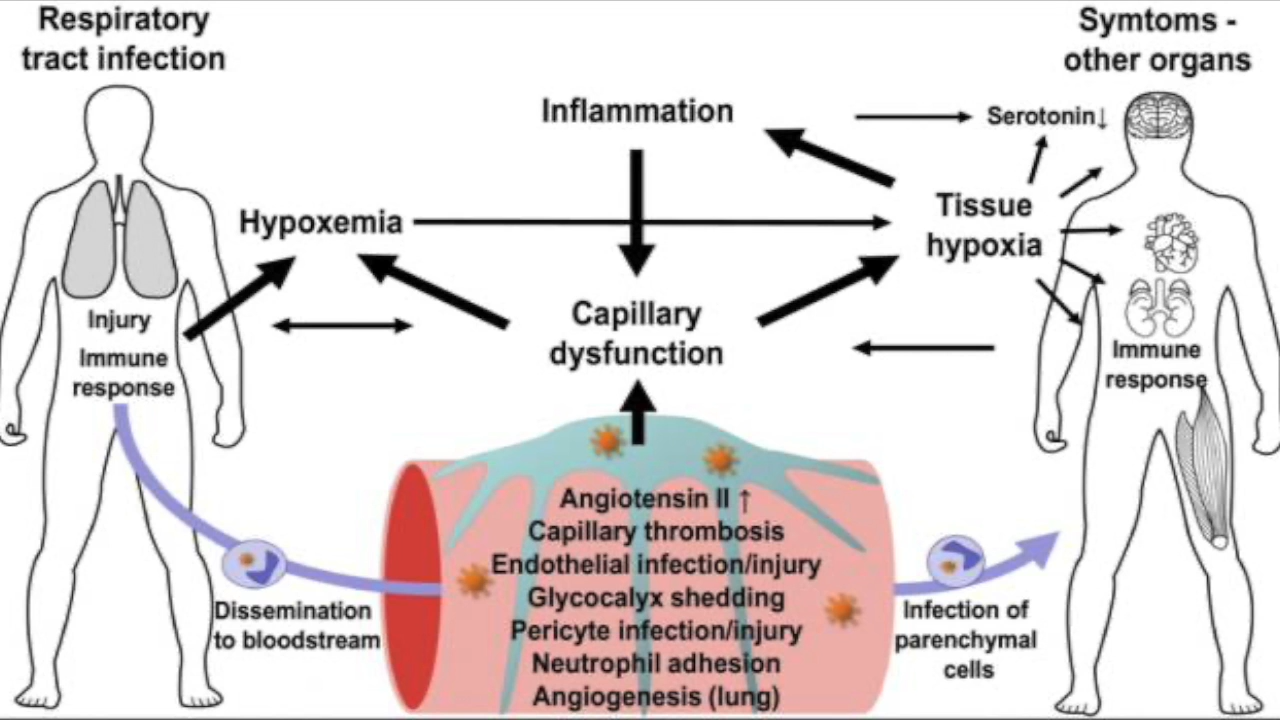 Respiratory
tract infection
Symtoms -
other organs
Inflammation
Serotonin↓
Hypoxemia
Tissue
hypoxia
Injury
Immune
response
Capillary
dysfunction
Immune
response
Angiotensin II ↑
Capillary thrombosis
Endothelial infection/injury
Glycocalyx shedding
Pericyte infection/injury
Neutrophil adhesion
Angiogenesis (lung)
Dissemination
to bloodstream
Infection of
parenchymal
cells